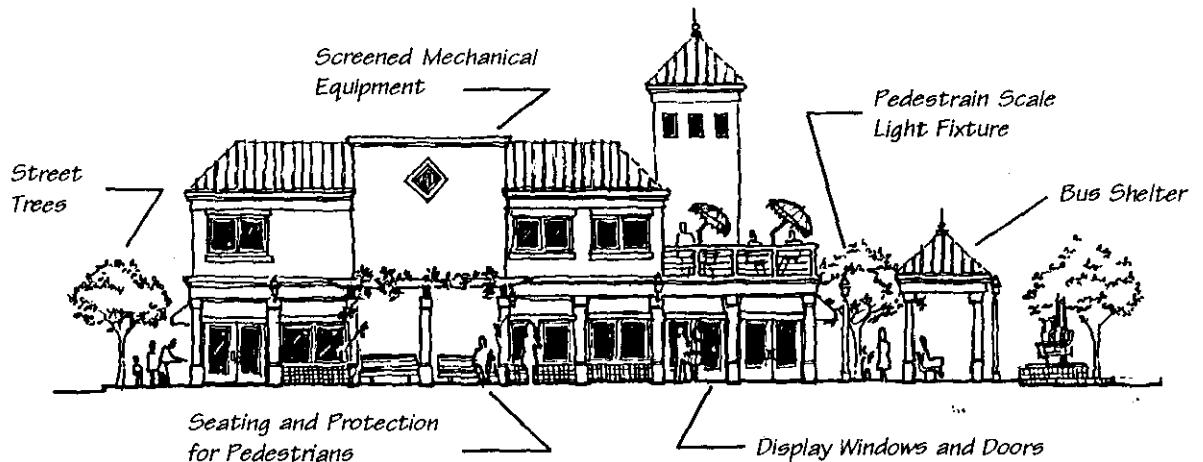 Screened Mechanical
Equipment
Pedestrain Scale
Light Fixture
Street
Trees
Bus Shelter
Seating and Protection
for Pedestrians
Display Windows and Doors